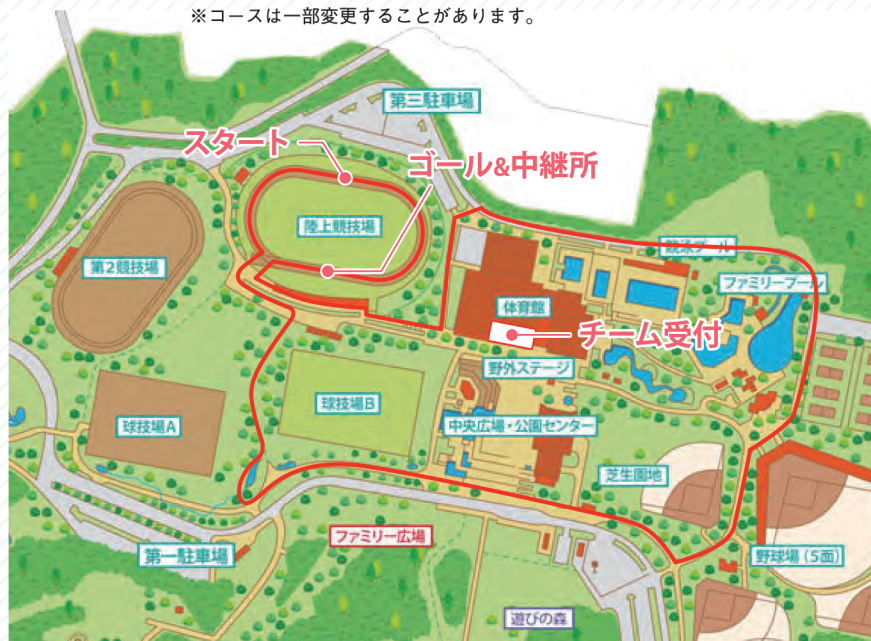 ※コースは一部変更することがあります。
第三駐車場
スタート
ゴール&中継所
陸上競技場
第2競技場
競泳プール
ファミリープール
体育館
チーム受付
野外ステージ
球技場B
球技場A
中央広場・公園センター
芝生園地
ファミリー広場
第一駐車場
野球場(5面)
遊びの森